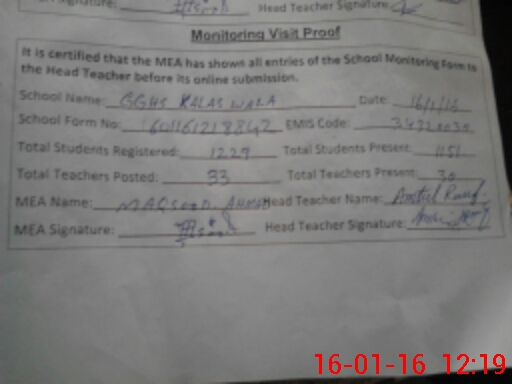 Head Teacher Signature:
Monitoring Visit Proof
It is certified that the MEA has shown all entries of the School Monitoring Form to
the Head Teacher before its online submission.
School Name: GGHS KALAS WALA Date: 16/1/16
School Form No: EMIS Code:
Total Students Registered: 1229 Total Students Present: 1151
Total Teachers Posted: 33 Total Teachers Present: 30
MEA Name: MAQSOOD Head Teacher Name:
MEA Signature: Head Teacher Signature:
16-01-16 12:19